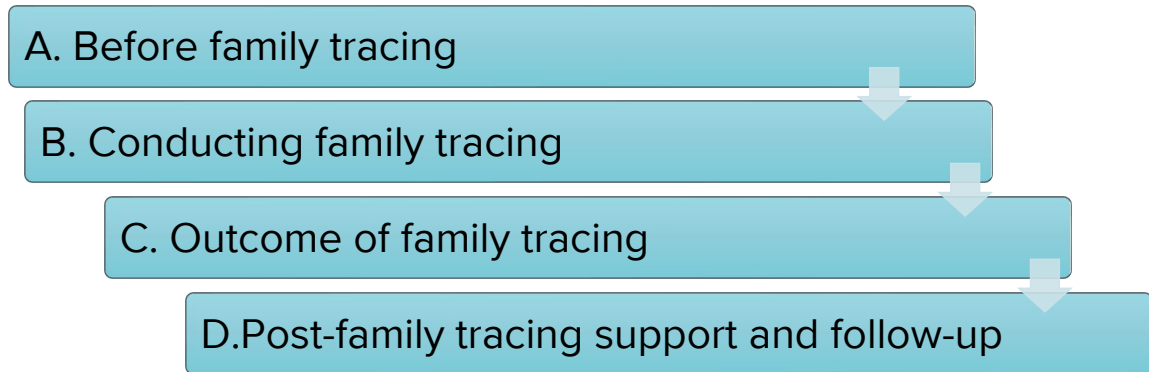 A. Before family tracing
B. Conducting family tracing
C. Outcome of family tracing
D.Post-family tracing support and follow-up